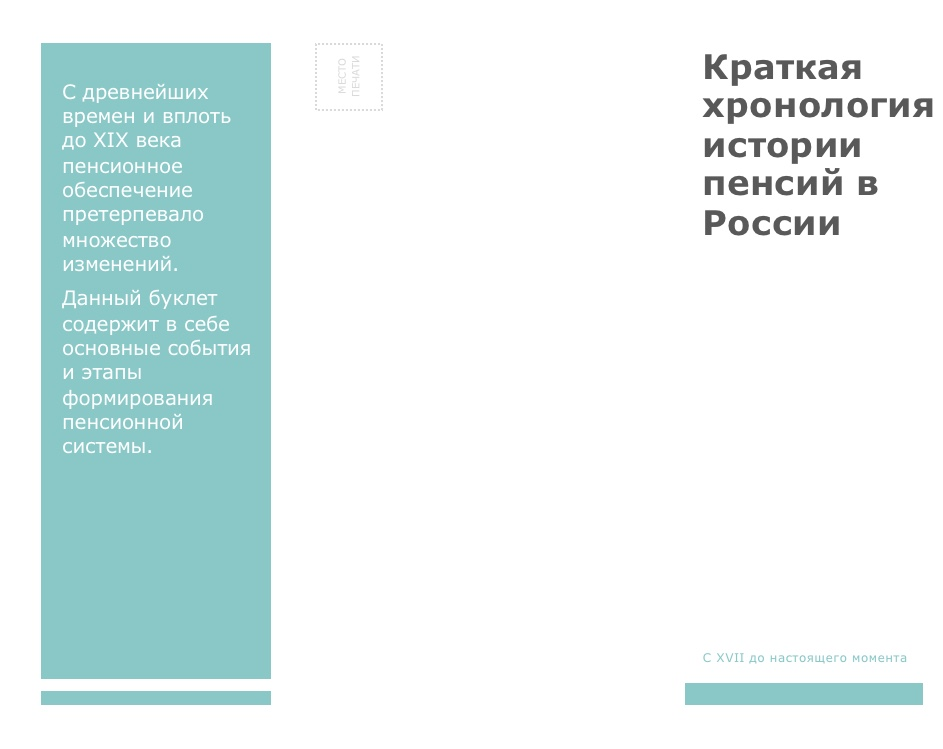 С древнейших
времен и вплоть
до XIX века
пенсионное
обеспечение
претерпевало
множество
изменений.
Данный буклет
содержит в себе
основные события
и этапы
формирования
пенсионной
системы.
МЕСТО
ПЕЧАТИ
Краткая
хронология
истории
пенсий в
России
С XVII до настоящего момента